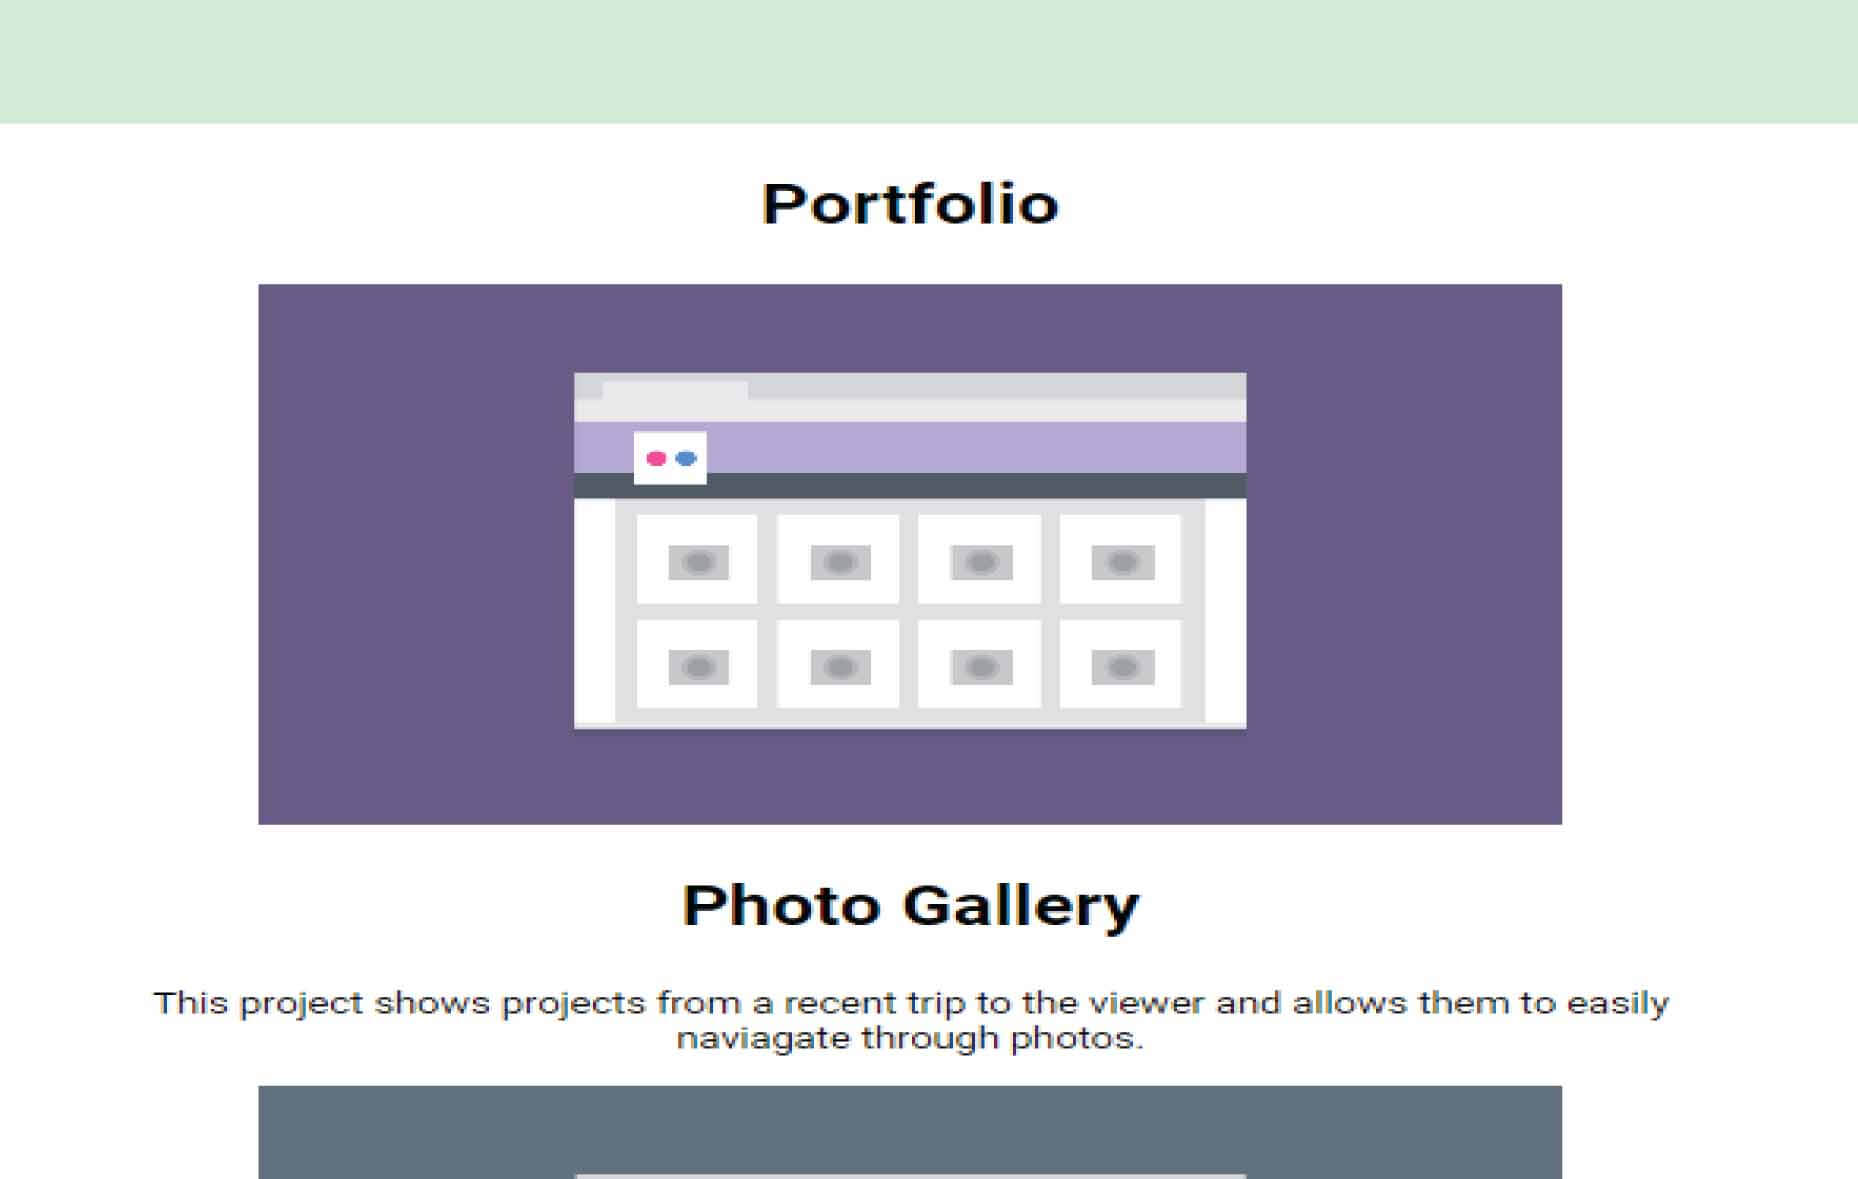 Portfolio
Photo Gallery
This project shows projects from a recent trip to the viewer and allows them to easily
naviagate through photos.